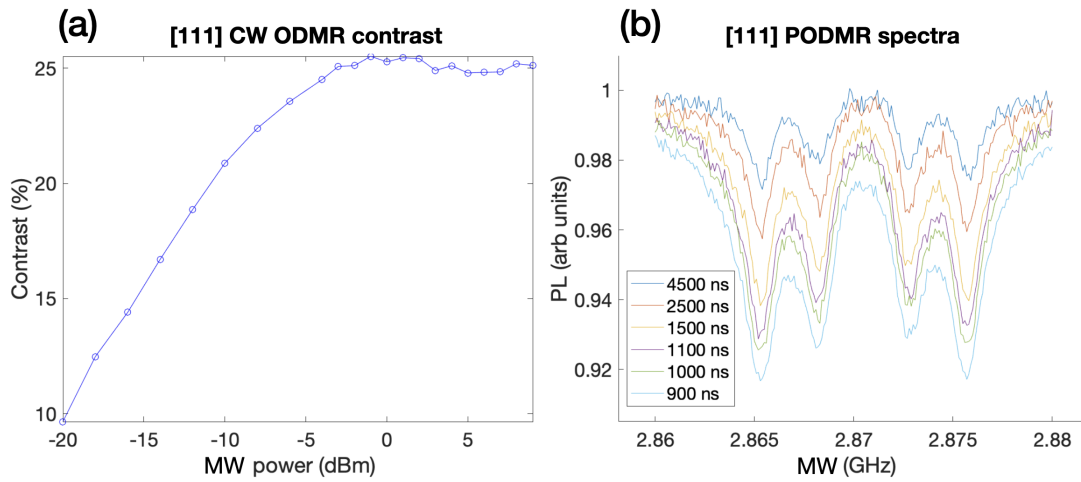 (a)
[111] CW ODMR contrast
Contrast (%)
25
20
15
10
-20
-15
-10
-5
0
5
MW power (dBm)
(b)
[111] PODMR spectra
PL (arb units)
1
0.98
0.96
0.94
0.92
4500 ns
2500 ns
1500 ns
1100 ns
1000 ns
900 ns
2.86
2.865
2.87
2.875
2.88
MW (GHz)